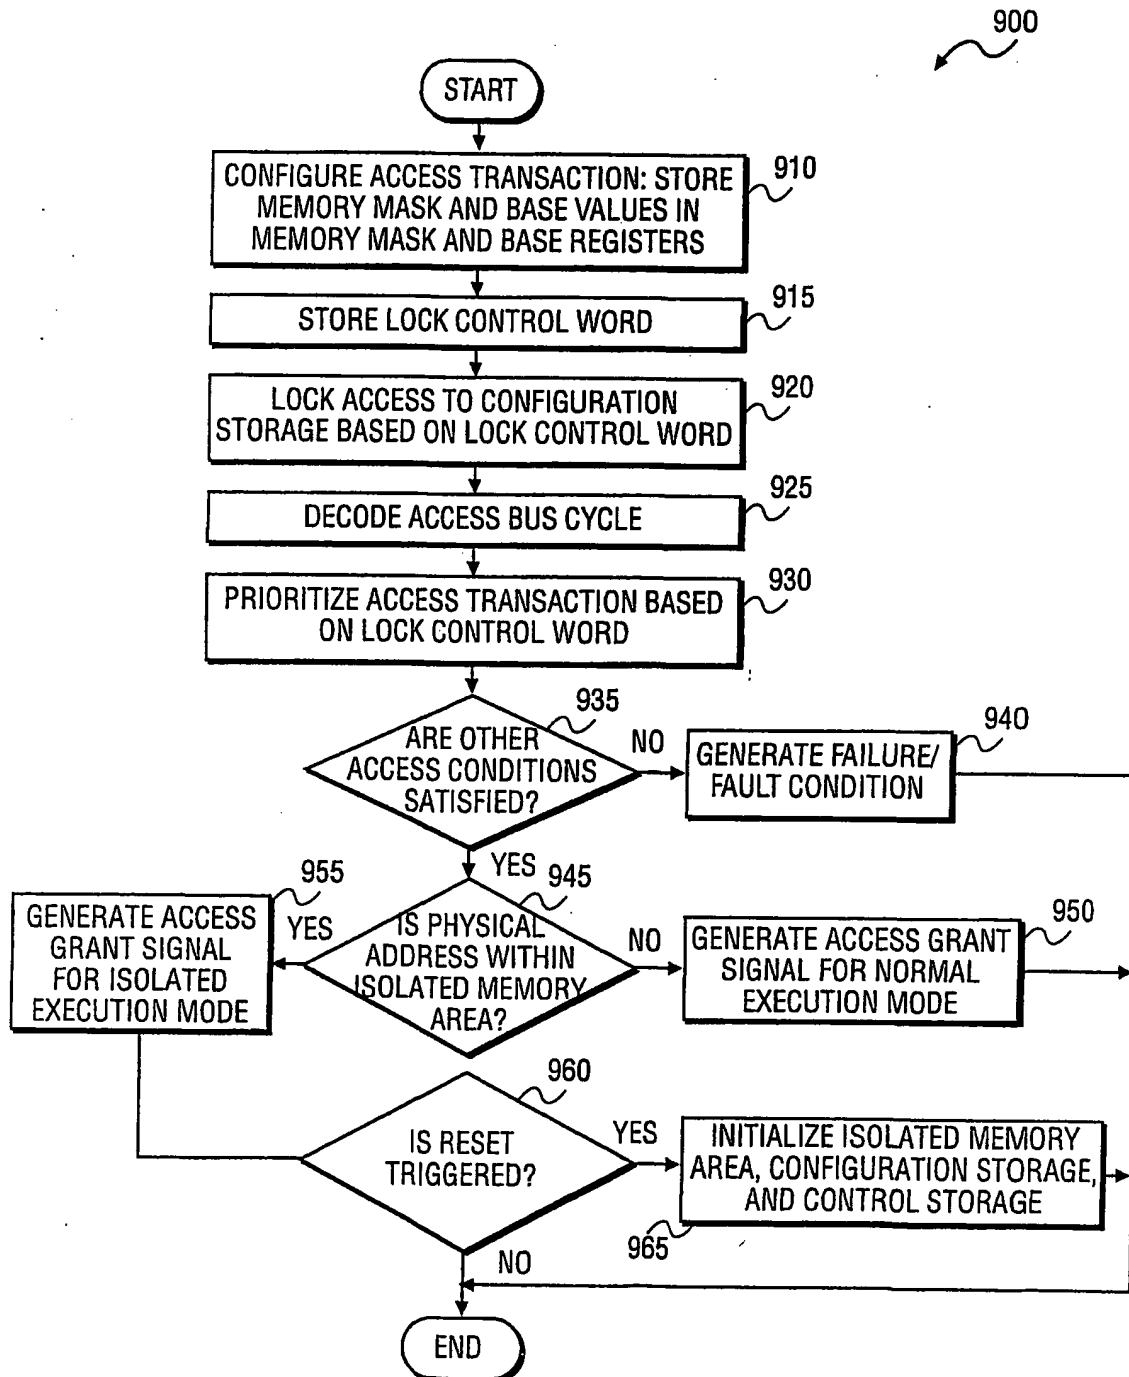 900
START
CONFIGURE ACCESS TRANSACTION: STORE
MEMORY MASK AND BASE VALUES IN
MEMORY MASK AND BASE REGISTERS
910
STORE LOCK CONTROL WORD
915
LOCK ACCESS TO CONFIGURATION
STORAGE BASED ON LOCK CONTROL WORD
920
DECODE ACCESS BUS CYCLE
925
PRIORITIZE ACCESS TRANSACTION BASED
ON LOCK CONTROL WORD
930
ARE OTHER
ACCESS CONDITIONS
SATISFIED?
935
NO
GENERATE FAILURE/
FAULT CONDITION
940
YES
IS PHYSICAL
ADDRESS WITHIN
ISOLATED MEMORY
AREA?
945
YES
GENERATE ACCESS
GRANT SIGNAL
FOR ISOLATED
EXECUTION MODE
955
NO
GENERATE ACCESS GRANT
SIGNAL FOR NORMAL
EXECUTION MODE
950
IS RESET
TRIGGERED?
960
YES
INITIALIZE ISOLATED MEMORY
AREA, CONFIGURATION STORAGE,
AND CONTROL STORAGE
965
NO
END